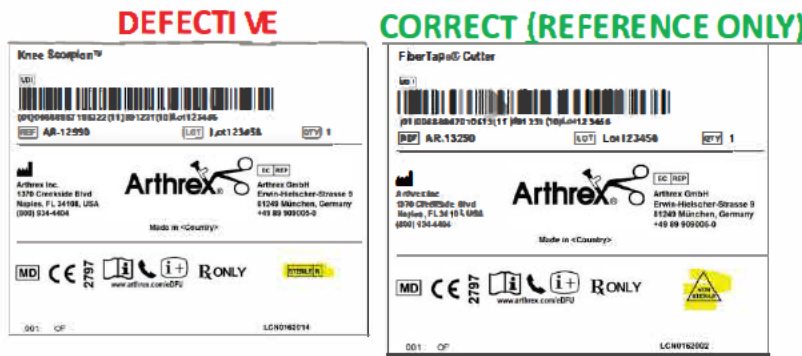 DEFECTIVE
Knee Scorpion™
UDI
REF AR-12990
LOT Lot123456
QTY 1
Arthrex Inc.
1370 Creekside Blvd
Naples, FL 34108, USA
(800) 934-4404
Arthrex®
EC REP
Arthrex GmbH
Erwin-Hielscher-Strasse 9
81249 München, Germany
+49 89 909005-0
Made in <Country>
MD CE 2797 i i+ R ONLY
www.arthrex.com/eDFU
STERILE R
001 OF
LCN0162014
CORRECT (REFERENCE ONLY)
FiberTape® Cutter
UDI
REF AR-13250
LOT Lot123456
QTY 1
Arthrex Inc.
1370 Creekside Blvd
Naples, FL 34108, USA
(800) 934-4404
Arthrex®
EC REP
Arthrex GmbH
Erwin-Hielscher-Strasse 9
81249 München, Germany
+49 89 909005-0
Made in <Country>
MD CE 2797 i i+ R ONLY
www.arthrex.com/eDFU
NON
STERILE
001 OF
LCN0162002